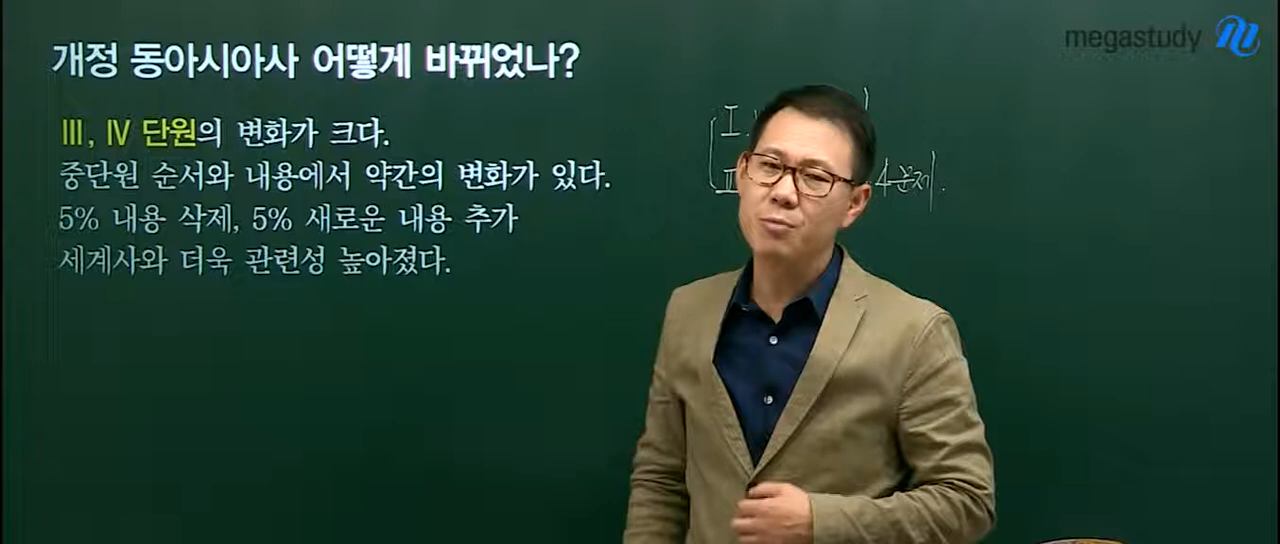 개정 동아시아사 어떻게 바뀌었나?
megastudy
Ⅲ, Ⅳ 단원의 변화가 크다.
중단원 순서와 내용에서 약간의 변화가 있다.
5% 내용 삭제, 5% 새로운 내용 추가
세계사와 더욱 관련성 높아졌다.
Ⅰ.
Ⅱ
4문제.